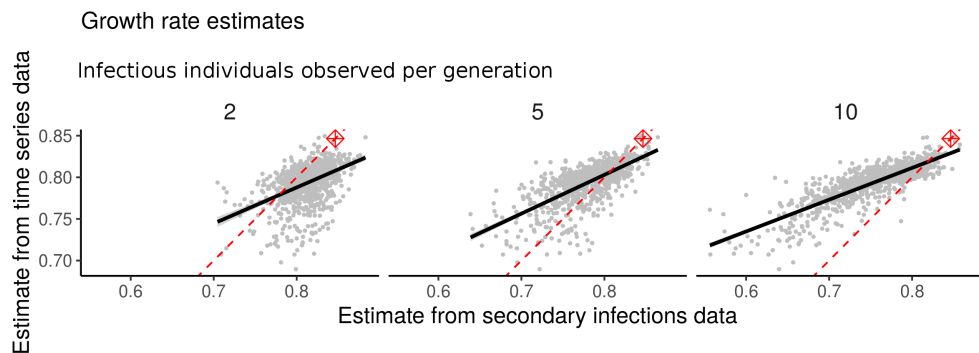 Growth rate estimates
Infectious individuals observed per generation
2 5 10
Estimate from time series data
0.85
0.80
0.75
0.70
0.6 0.7 0.8 0.6 0.7 0.8 0.6 0.7 0.8
Estimate from secondary infections data